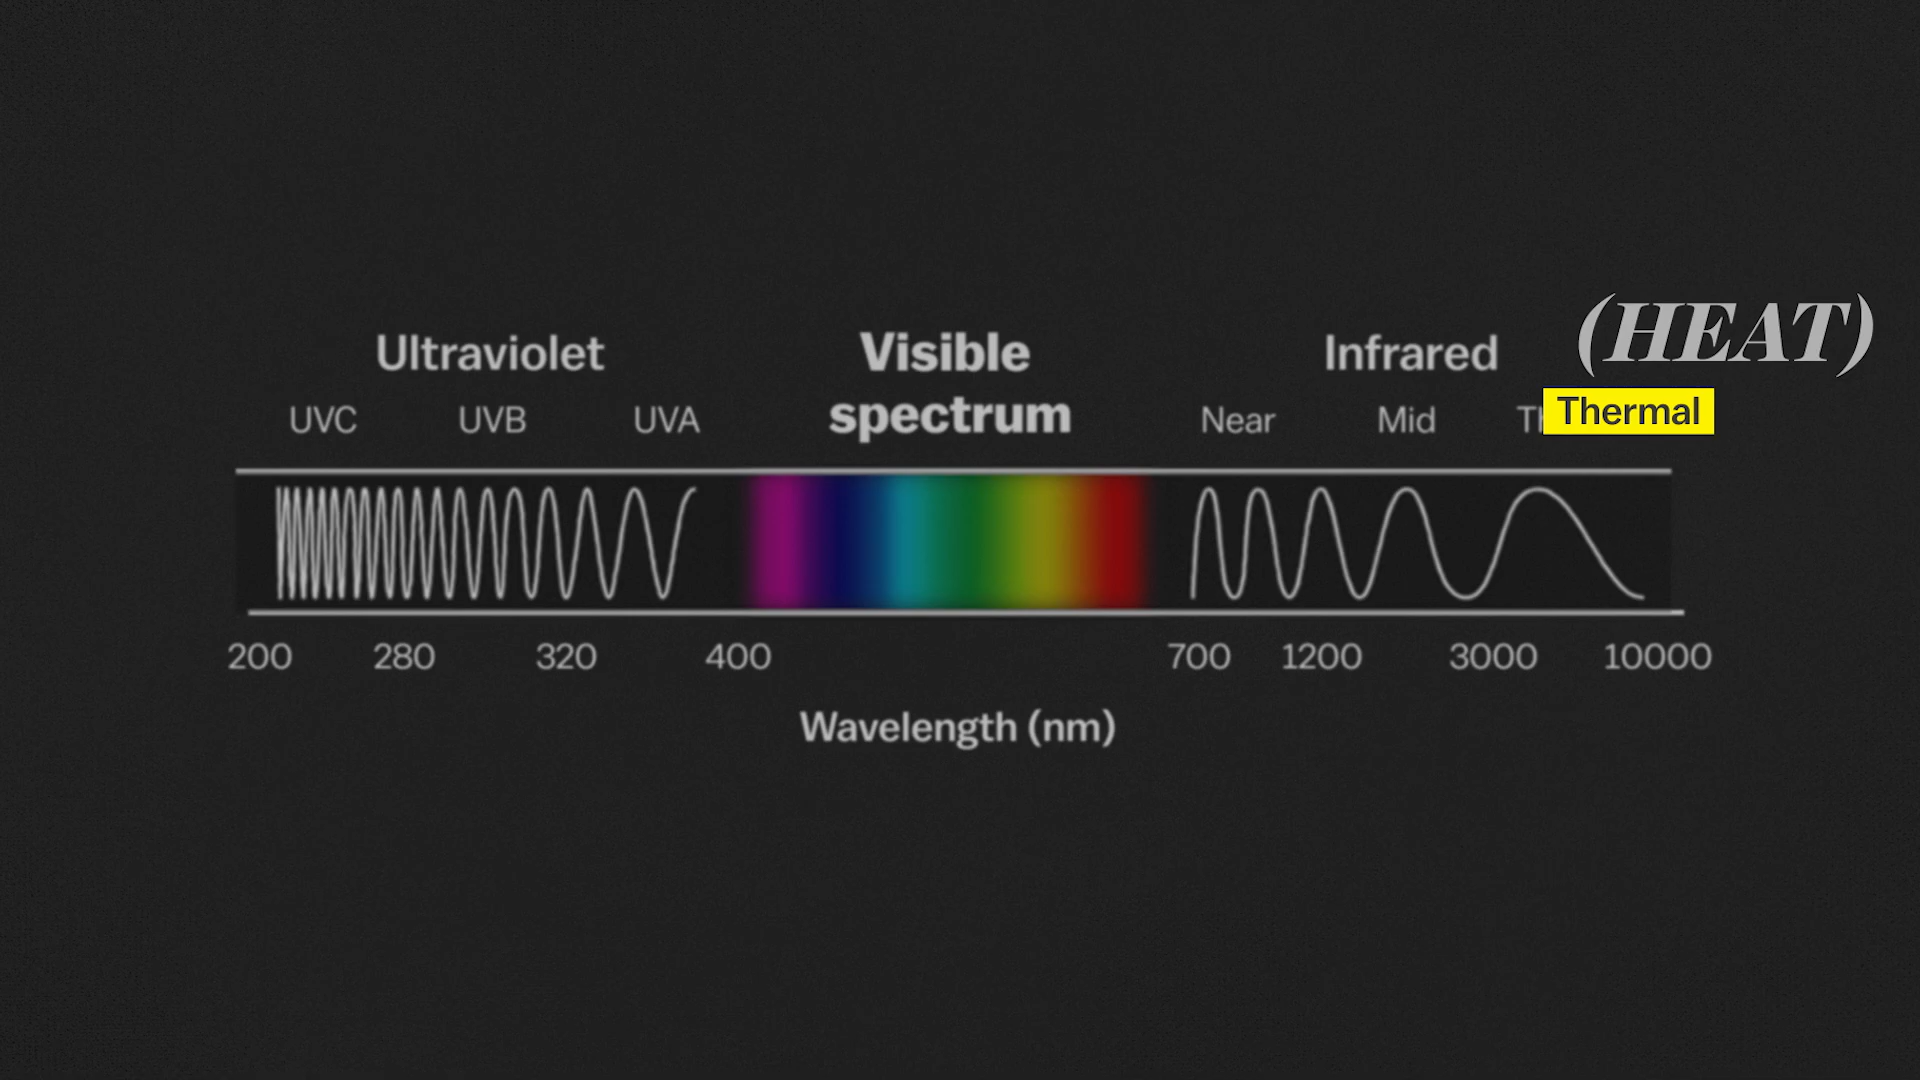 (HEAT)
Ultraviolet
Visible
spectrum
Infrared
UVC UVB UVA
Near Mid Thermal
200 280 320 400 700 1200 3000 10000
Wavelength (nm)